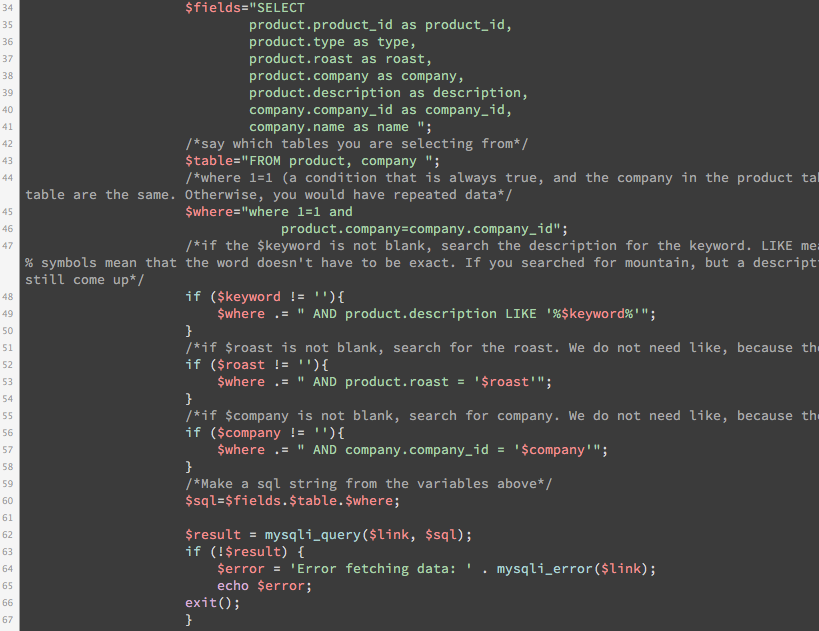 34 $fields="SELECT
35 product.product_id as product_id,
36 product.type as type,
37 product.roast as roast,
38 product.company as company,
39 product.description as description,
40 company.company_id as company_id,
41 company.name as name ";
42 /*say which tables you are selecting from*/
43 $table="FROM product, company ";
44 /*where 1=1 (a condition that is always true, and the company in the product tab
table are the same. Otherwise, you would have repeated data*/
45 $where="where 1=1 and
46 product.company=company.company_id";
47 /*if the $keyword is not blank, search the description for the keyword. LIKE mea
% symbols mean that the word doesn't have to be exact. If you searched for mountain, but a descripti
still come up*/
48 if ($keyword != ''){
49 $where .= " AND product.description LIKE '%$keyword%'";
50 }
51 /*if $roast is not blank, search for the roast. We do not need like, because the
52 if ($roast != ''){
53 $where .= " AND product.roast = '$roast'";
54 }
55 /*if $company is not blank, search for company. We do not need like, because the
56 if ($company != ''){
57 $where .= " AND company.company_id = '$company'";
58 }
59 /*Make a sql string from the variables above*/
60 $sql=$fields.$table.$where;
61
62 $result = mysqli_query($link, $sql);
63 if (!$result) {
64 $error = 'Error fetching data: ' . mysqli_error($link);
65 echo $error;
66 exit();
67 }